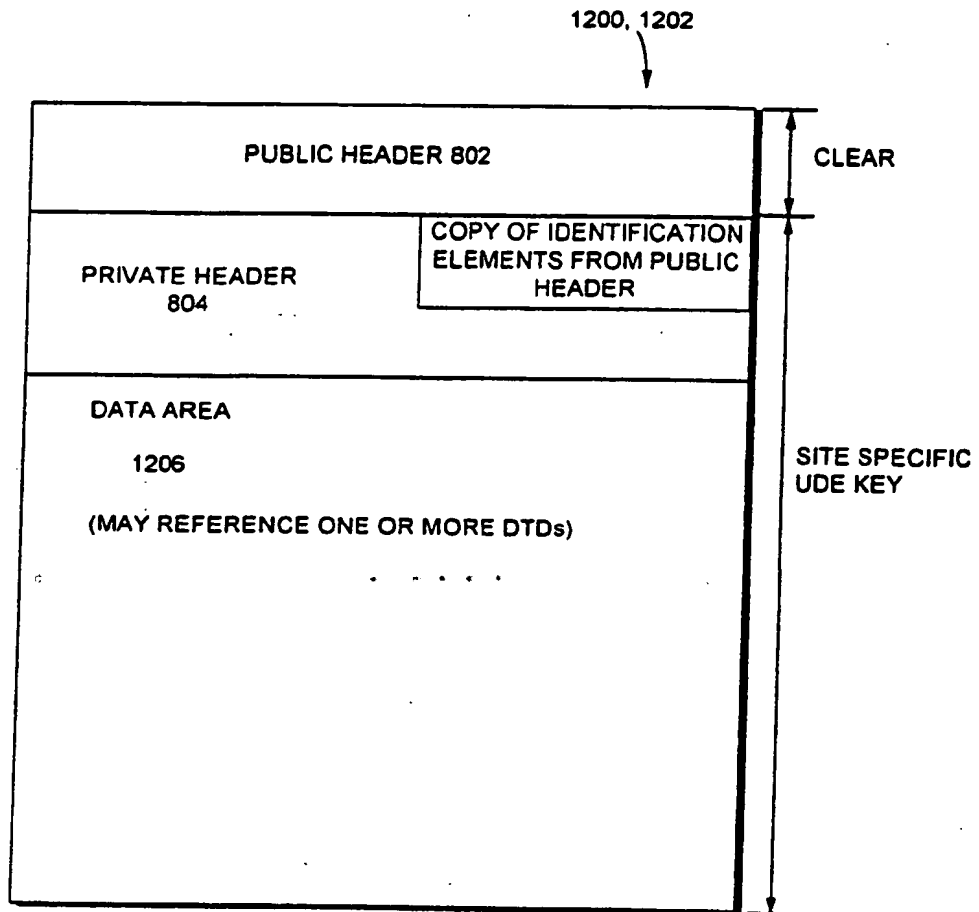 1200, 1202
PUBLIC HEADER 802
CLEAR
COPY OF IDENTIFICATION
ELEMENTS FROM PUBLIC
HEADER
PRIVATE HEADER
804
DATA AREA
1206
SITE SPECIFIC
UDE KEY
(MAY REFERENCE ONE OR MORE DTDs)